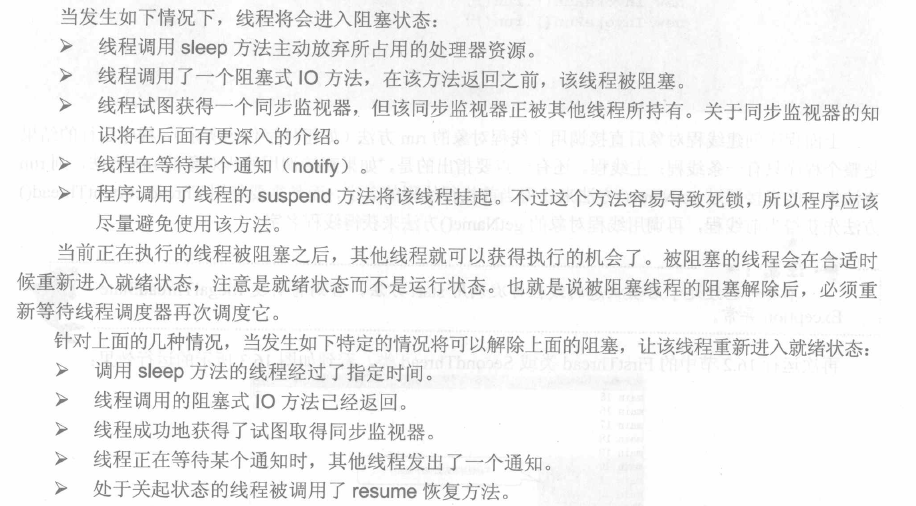 当发生如下情况下，线程将会进入阻塞状态：
➢ 线程调用 sleep 方法主动放弃所占用的处理器资源。
➢ 线程调用了一个阻塞式 IO 方法，在该方法返回之前，该线程被阻塞。
➢ 线程试图获得一个同步监视器，但该同步监视器正被其他线程所持有。关于同步监视器的知
识将在后面有更深入的介绍。
➢ 线程在等待某个通知（notify）。
➢ 程序调用了线程的 suspend 方法将该线程挂起。不过这个方法容易导致死锁，所以程序应该
尽量避免使用该方法。
当前正在执行的线程被阻塞之后，其他线程就可以获得执行的机会了。被阻塞的线程会在合适时
候重新进入就绪状态，注意是就绪状态而不是运行状态。也就是说被阻塞线程的阻塞解除后，必须重
新等待线程调度器再次调度它。
针对上面的几种情况，当发生如下特定的情况将可以解除上面的阻塞，让该线程重新进入就绪状态：
➢ 调用 sleep 方法的线程经过了指定时间。
➢ 线程调用的阻塞式 IO 方法已经返回。
➢ 线程成功地获得了试图取得同步监视器。
➢ 线程正在等待某个通知时，其他线程发出了一个通知。
➢ 处于关起状态的线程被调用了 resume 恢复方法。